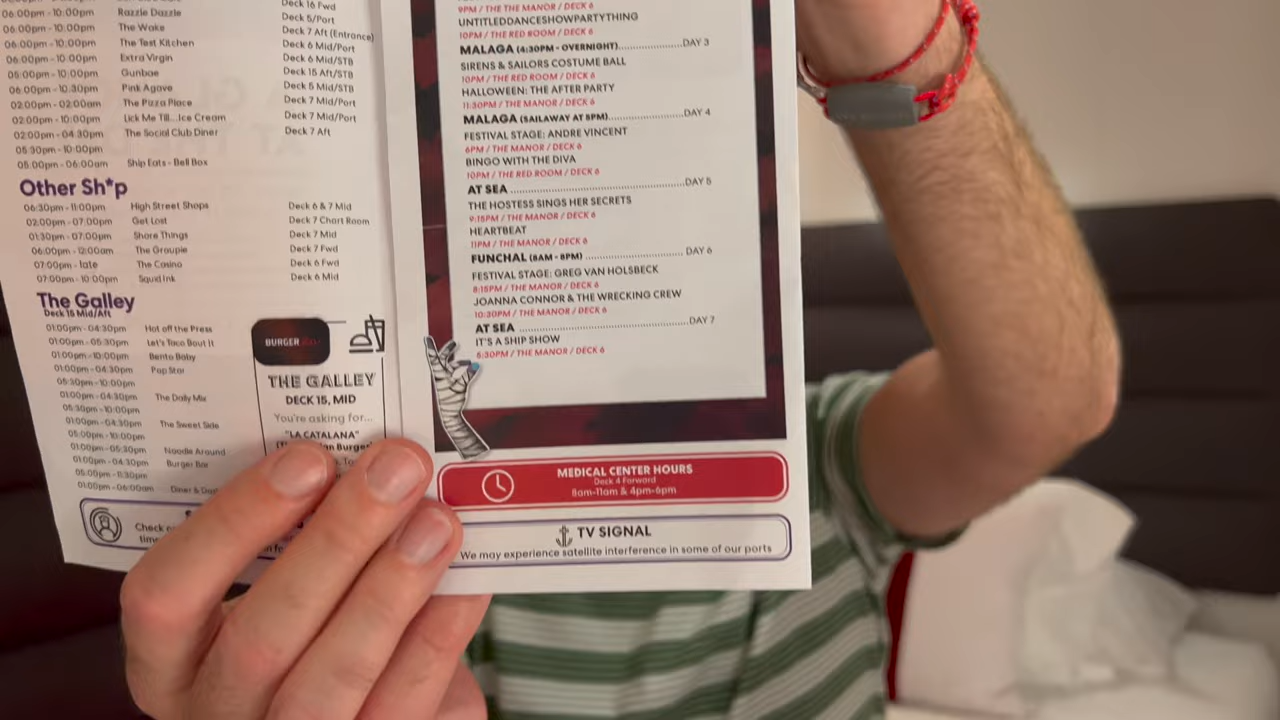 Deck 16 Fwd
06:00pm - 10:00pm Razzle Dazzle Deck 5/Port
06:00pm - 10:00pm The Wake Deck 7 Aft (Entrance)
06:00pm - 10:00pm The Test Kitchen Deck 6 Mid/Port
06:00pm - 10:00pm Extra Virgin Deck 6 Mid/STB
05:00pm - 10:00pm Gunbae Deck 15 Aft/STB
06:00pm - 10:30pm Pink Agave Deck 5 Mid/STB
02:00pm - 02:00am The Pizza Place Deck 7 Mid/Port
02:00pm - 10:00pm Lick Me Till...Ice Cream Deck 7 Mid/Port
02:00pm - 04:30pm The Social Club Diner Deck 7 Aft
05:30pm - 10:00pm
05:00pm - 06:00am Ship Eats - Bell Box
Other Sh*p
06:30pm - 11:00pm High Street Shops Deck 6 & 7 Mid
02:00pm - 07:00pm Get Lost Deck 7 Chart Room
01:30pm - 07:00pm Shore Things Deck 7 Mid
06:00pm - 12:00am The Groupie Deck 7 Fwd
07:00pm - late The Casino Deck 6 Fwd
07:00pm - 10:00pm Squid Ink Deck 6 Mid
The Galley
Deck 15 Mid/Aft
01:00pm - 04:30pm Hot off the Press
01:00pm - 05:30pm Let's Taco Bout It
01:00pm - 10:00pm Bento Baby
01:00pm - 04:30pm Pop Star
05:30pm - 10:00pm
01:00pm - 04:30pm The Daily Mix
05:30pm - 10:00pm
01:00pm - 04:30pm The Sweet Side
05:00pm - 10:00pm
01:00pm - 05:30pm Noodle Around
01:00pm - 04:30pm Burger Bar
05:00pm - 11:30pm
01:00pm - 06:00am Diner &
BURGER
THE GALLEY
DECK 15, MID
You're asking for...
"LA CATALANA"
Burger
Check
time
9PM / THE THE MANOR / DECK 6
UNTITLEDDANCESHOWPARTYTHING
10PM / THE RED ROOM / DECK 6
MALAGA (4:30PM - OVERNIGHT)......................DAY 3
SIRENS & SAILORS COSTUME BALL
10PM / THE RED ROOM / DECK 6
HALLOWEEN: THE AFTER PARTY
11:30PM / THE MANOR / DECK 6
MALAGA (SAILAWAY AT 8PM)......................DAY 4
FESTIVAL STAGE: ANDRE VINCENT
6PM / THE MANOR / DECK 6
BINGO WITH THE DIVA
10PM / THE RED ROOM / DECK 6
AT SEA ......................DAY 5
THE HOSTESS SINGS HER SECRETS
9:15PM / THE MANOR / DECK 6
HEARTBEAT
11PM / THE MANOR / DECK 6
FUNCHAL (8AM - 8PM) ...................... DAY 6
FESTIVAL STAGE: GREG VAN HOLSBECK
8:15PM / THE MANOR / DECK 6
JOANNA CONNOR & THE WRECKING CREW
10:30PM / THE MANOR / DECK 6
AT SEA ......................DAY 7
IT'S A SHIP SHOW
5:30PM / THE MANOR / DECK 6
MEDICAL CENTER HOURS
Deck 4 Forward
8am-11am & 4pm-6pm
TV SIGNAL
We may experience satellite interference in some of our ports